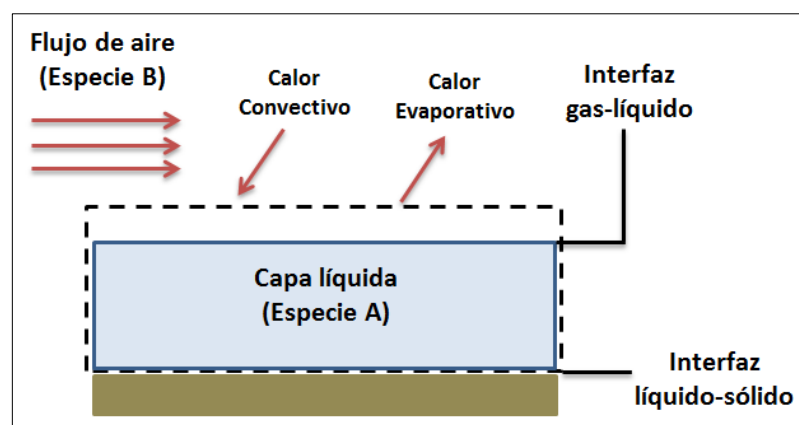 Flujo de aire
(Especie B)
Calor
Convectivo
Calor
Evaporativo
Interfaz
gas-líquido
Capa líquida
(Especie A)
Interfaz
líquido-sólido